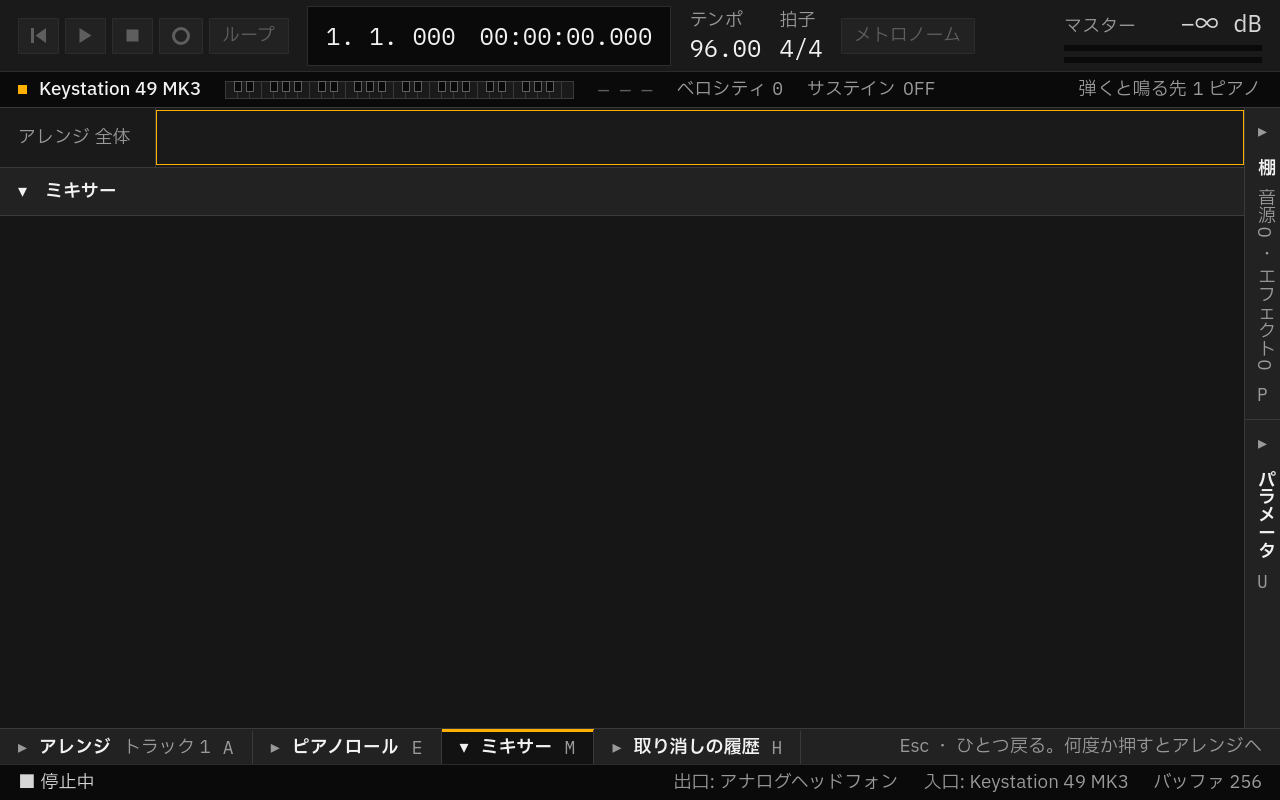 ループ 1. 1. 000 00:00:00.000 テンポ 96.00 拍子 4/4 メトロノーム マスター −∞ dB
Keystation 49 MK3 — — — ベロシティ 0 サステイン OFF 弾くと鳴る先 1 ピアノ
アレンジ 全体
▼ ミキサー
▶ 棚 音源0 · エフェクト0 P
▶ パラメータ U
▶ アレンジ トラック 1 A ▶ ピアノロール E ▼ ミキサー M ▶ 取り消しの履歴 H Esc · ひとつ戻る。何度か押すとアレンジへ
■ 停止中 出口: アナログヘッドフォン 入口: Keystation 49 MK3 バッファ 256